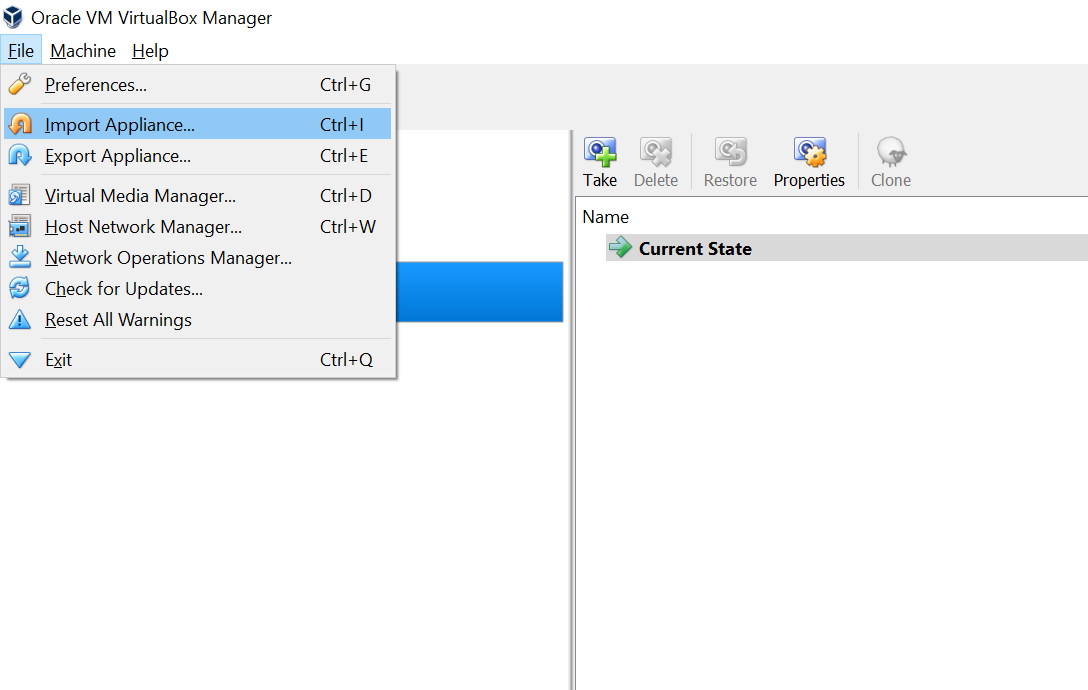 Oracle VM VirtualBox Manager
File Machine Help
Preferences... Ctrl+G
Import Appliance... Ctrl+I
Export Appliance... Ctrl+E
Virtual Media Manager... Ctrl+D
Host Network Manager... Ctrl+W
Network Operations Manager...
Check for Updates...
Reset All Warnings
Exit Ctrl+Q
Take Delete Restore Properties Clone
Name
Current State